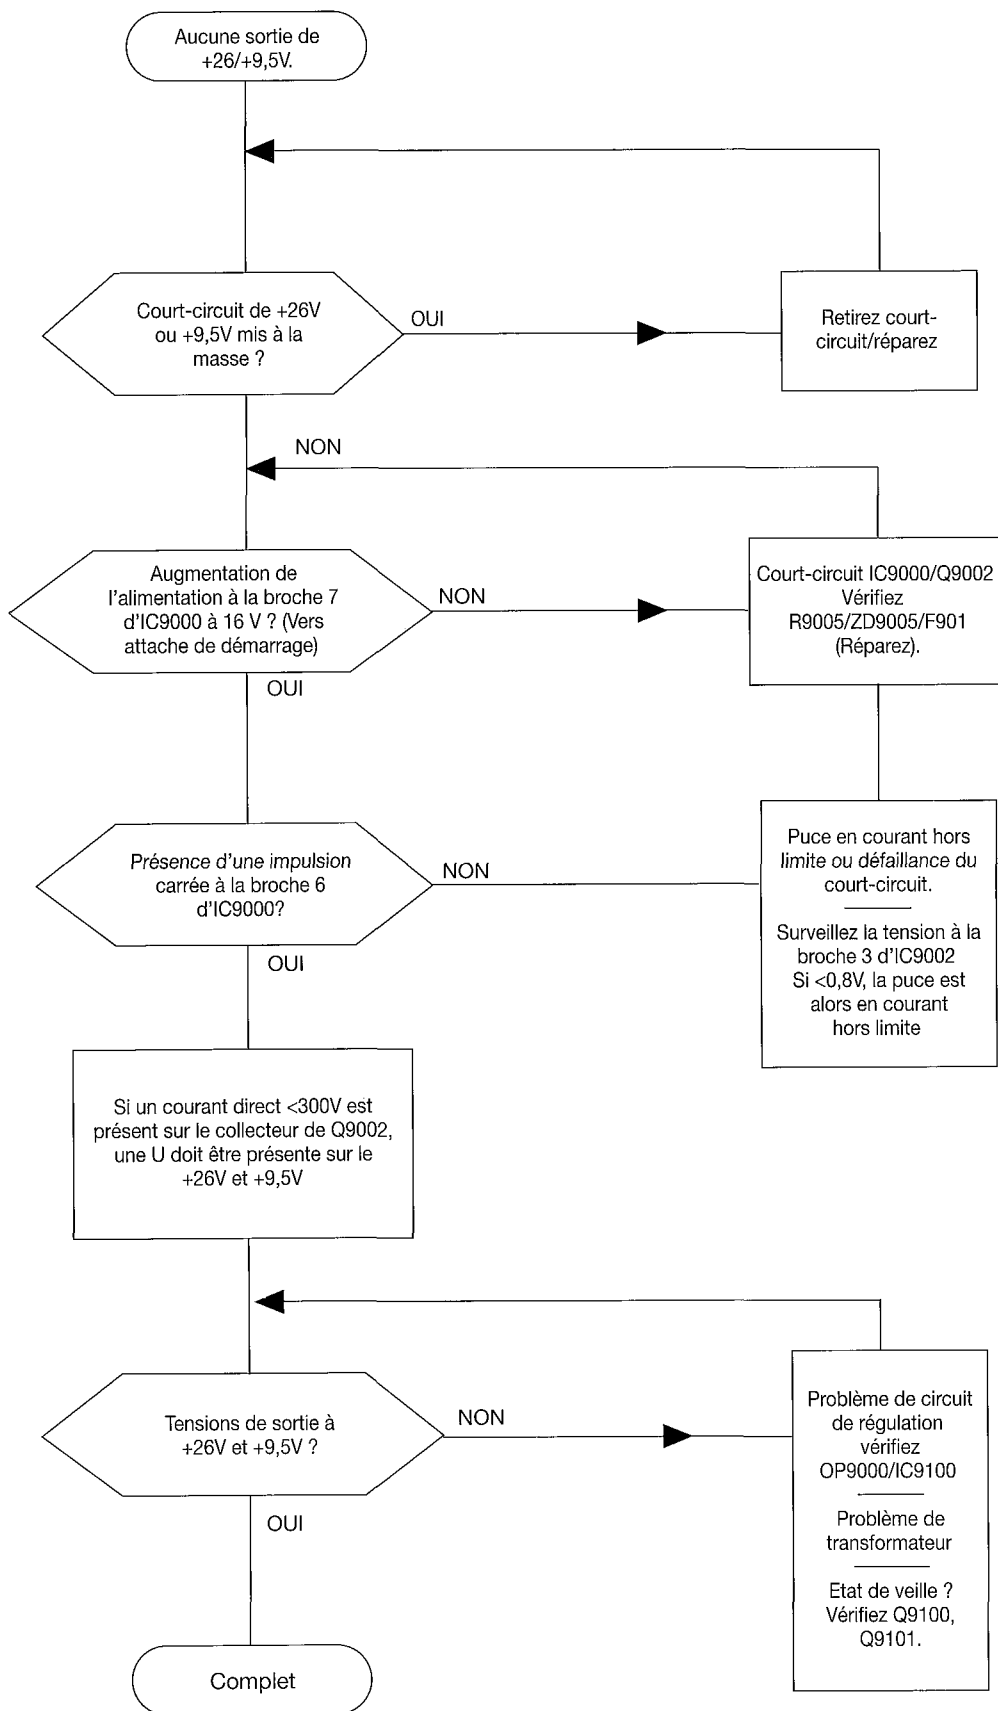 Aucune sortie de
+26/+9,5V.
Court-circuit de +26V
ou +9,5V mis à la
masse ?
OUI
Retirez court-
circuit/réparez
NON
Augmentation de
l'alimentation à la broche 7
d'IC9000 à 16 V ? (Vers
attache de démarrage)
NON
Court-circuit IC9000/Q9002
Vérifiez
R9005/ZD9005/F901
(Réparez).
OUI
Présence d'une impulsion
carrée à la broche 6
d'IC9000?
NON
Puce en courant hors
limite ou défaillance du
court-circuit.
Surveillez la tension à la
broche 3 d'IC9002
Si <0,8V, la puce est
alors en courant
hors limite
OUI
Si un courant direct <300V est
présent sur le collecteur de Q9002,
une U doit être présente sur le
+26V et +9,5V
Tensions de sortie à
+26V et +9,5V ?
NON
Problème de circuit
de régulation
vérifiez
OP9000/IC9100
Problème de
transformateur
Etat de veille ?
Vérifiez Q9100,
Q9101.
OUI
Complet